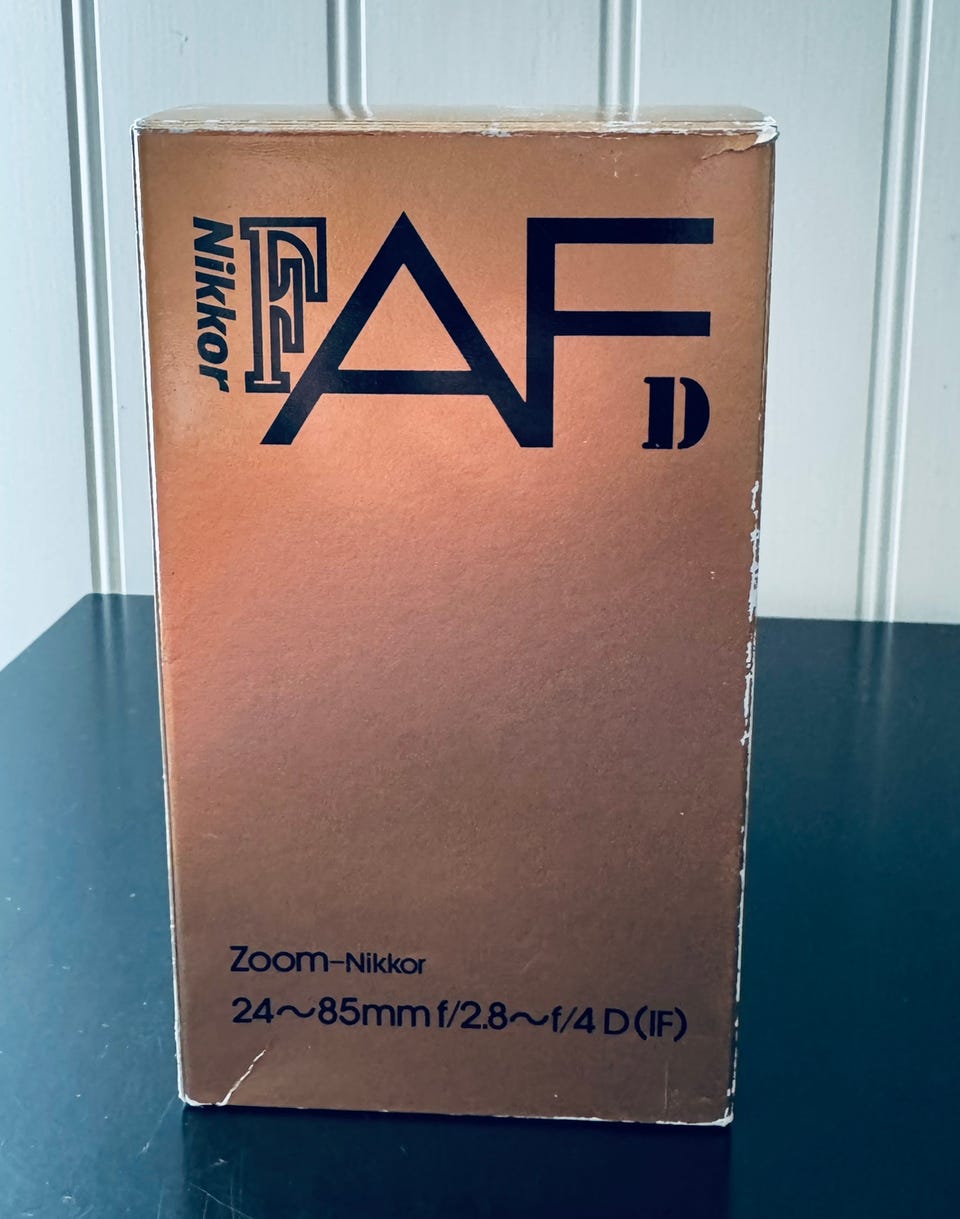 Nikkor
AF
D
Zoom-Nikkor
24～85mm f/2.8～f/4 D (IF)